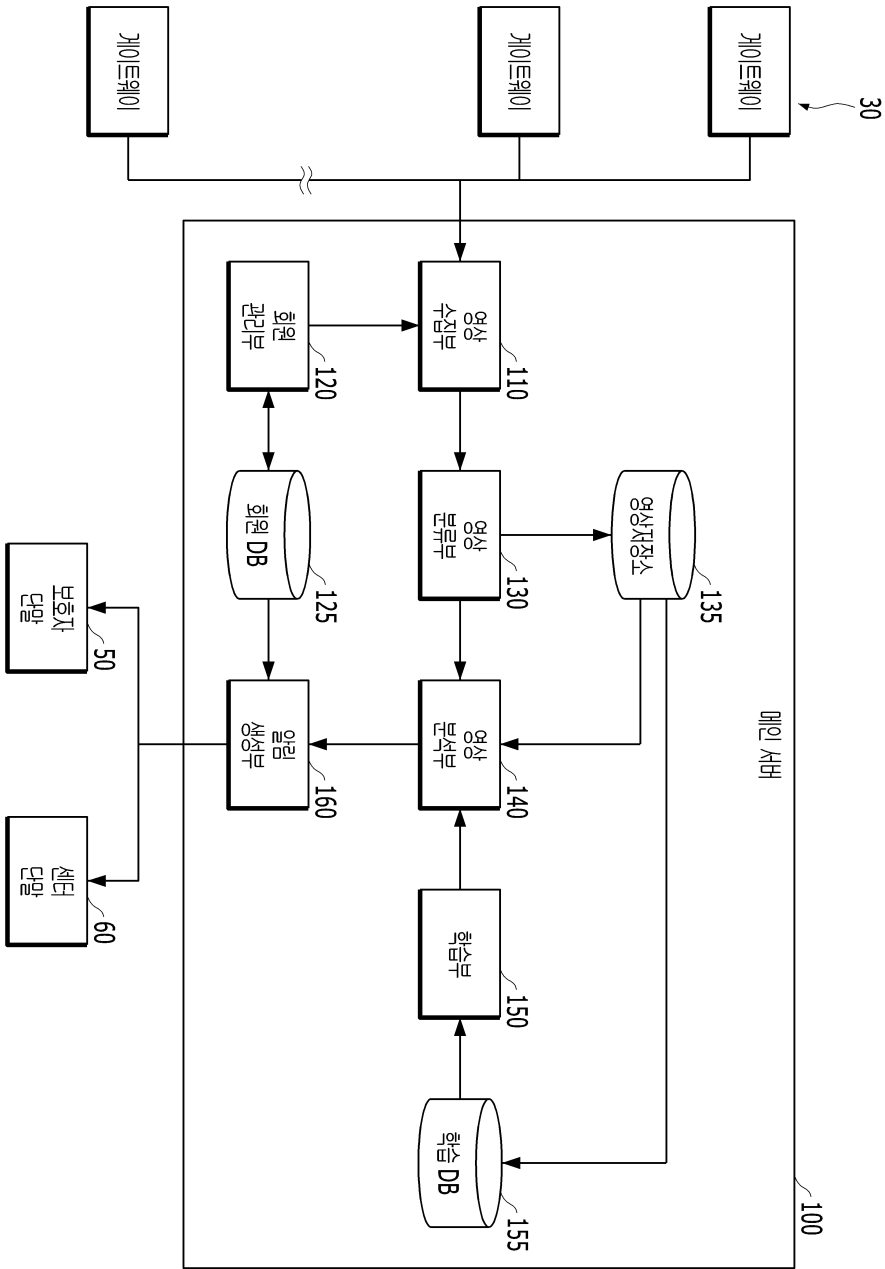 30
게이트웨이
게이트웨이
게이트웨이
메인 서버
100
영상저장소
135
영상
수집부
110
영상
분류부
130
영상
분석부
140
학습부
150
학습 DB
155
회원
관리부
120
회원 DB
125
알림
생성부
160
보호자
단말
50
센터
단말
60